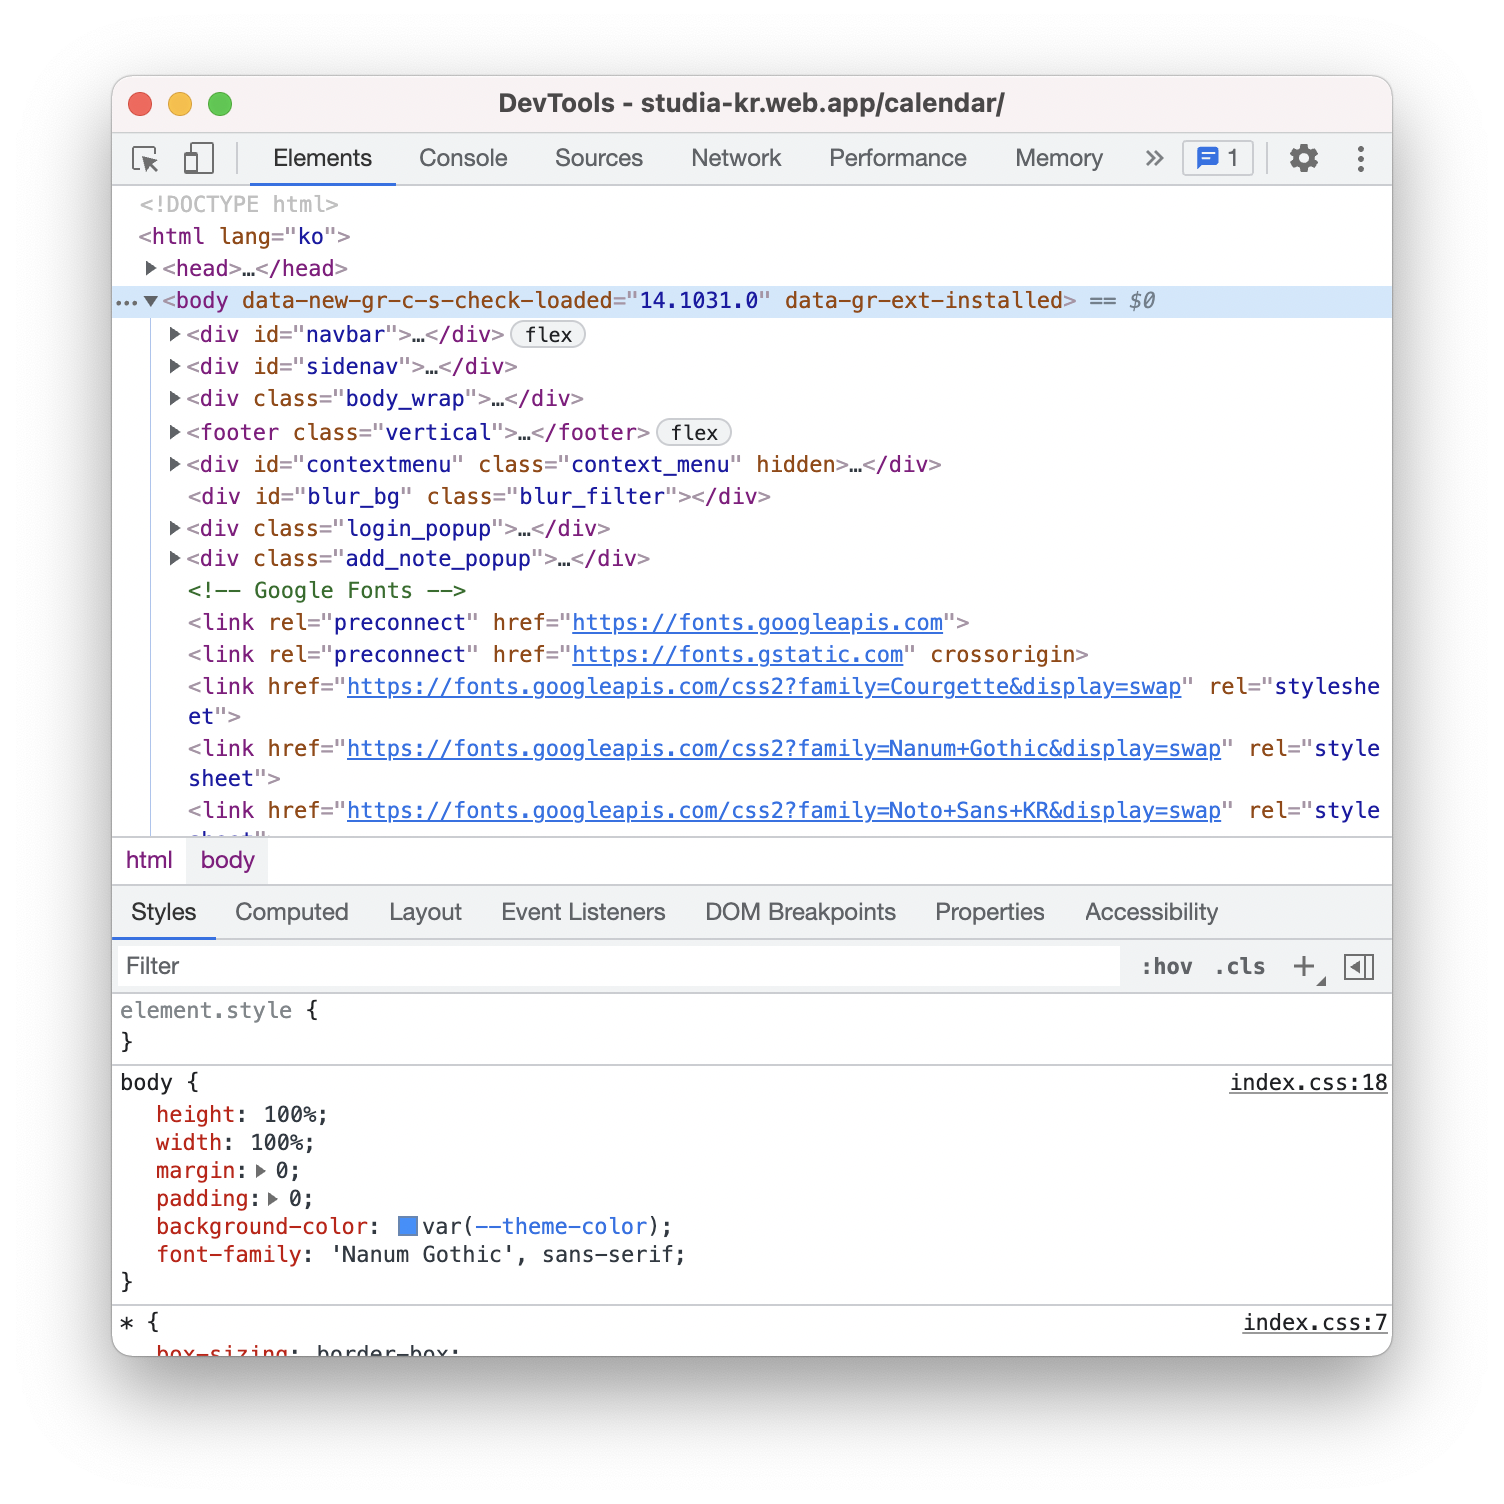 DevTools - studia-kr.web.app/calendar/
Elements Console Sources Network Performance Memory » 1
<!DOCTYPE html>
<html lang="ko">
<head>…</head>
… <body data-new-gr-c-s-check-loaded="14.1031.0" data-gr-ext-installed> == $0
<div id="navbar">…</div> flex
<div id="sidenav">…</div>
<div class="body_wrap">…</div>
<footer class="vertical">…</footer> flex
<div id="contextmenu" class="context_menu" hidden>…</div>
<div id="blur_bg" class="blur_filter"></div>
<div class="login_popup">…</div>
<div class="add_note_popup">…</div>
<!-- Google Fonts -->
<link rel="preconnect" href="https://fonts.googleapis.com">
<link rel="preconnect" href="https://fonts.gstatic.com" crossorigin>
<link href="https://fonts.googleapis.com/css2?family=Courgette&display=swap" rel="styleshe
et">
<link href="https://fonts.googleapis.com/css2?family=Nanum+Gothic&display=swap" rel="style
sheet">
<link href="https://fonts.googleapis.com/css2?family=Noto+Sans+KR&display=swap" rel="style
html body
Styles Computed Layout Event Listeners DOM Breakpoints Properties Accessibility
Filter :hov .cls +
element.style {
}
body { index.css:18
height: 100%;
width: 100%;
margin: 0;
padding: 0;
background-color: var(--theme-color);
font-family: 'Nanum Gothic', sans-serif;
}
* { index.css:7
box-sizing: border-box;